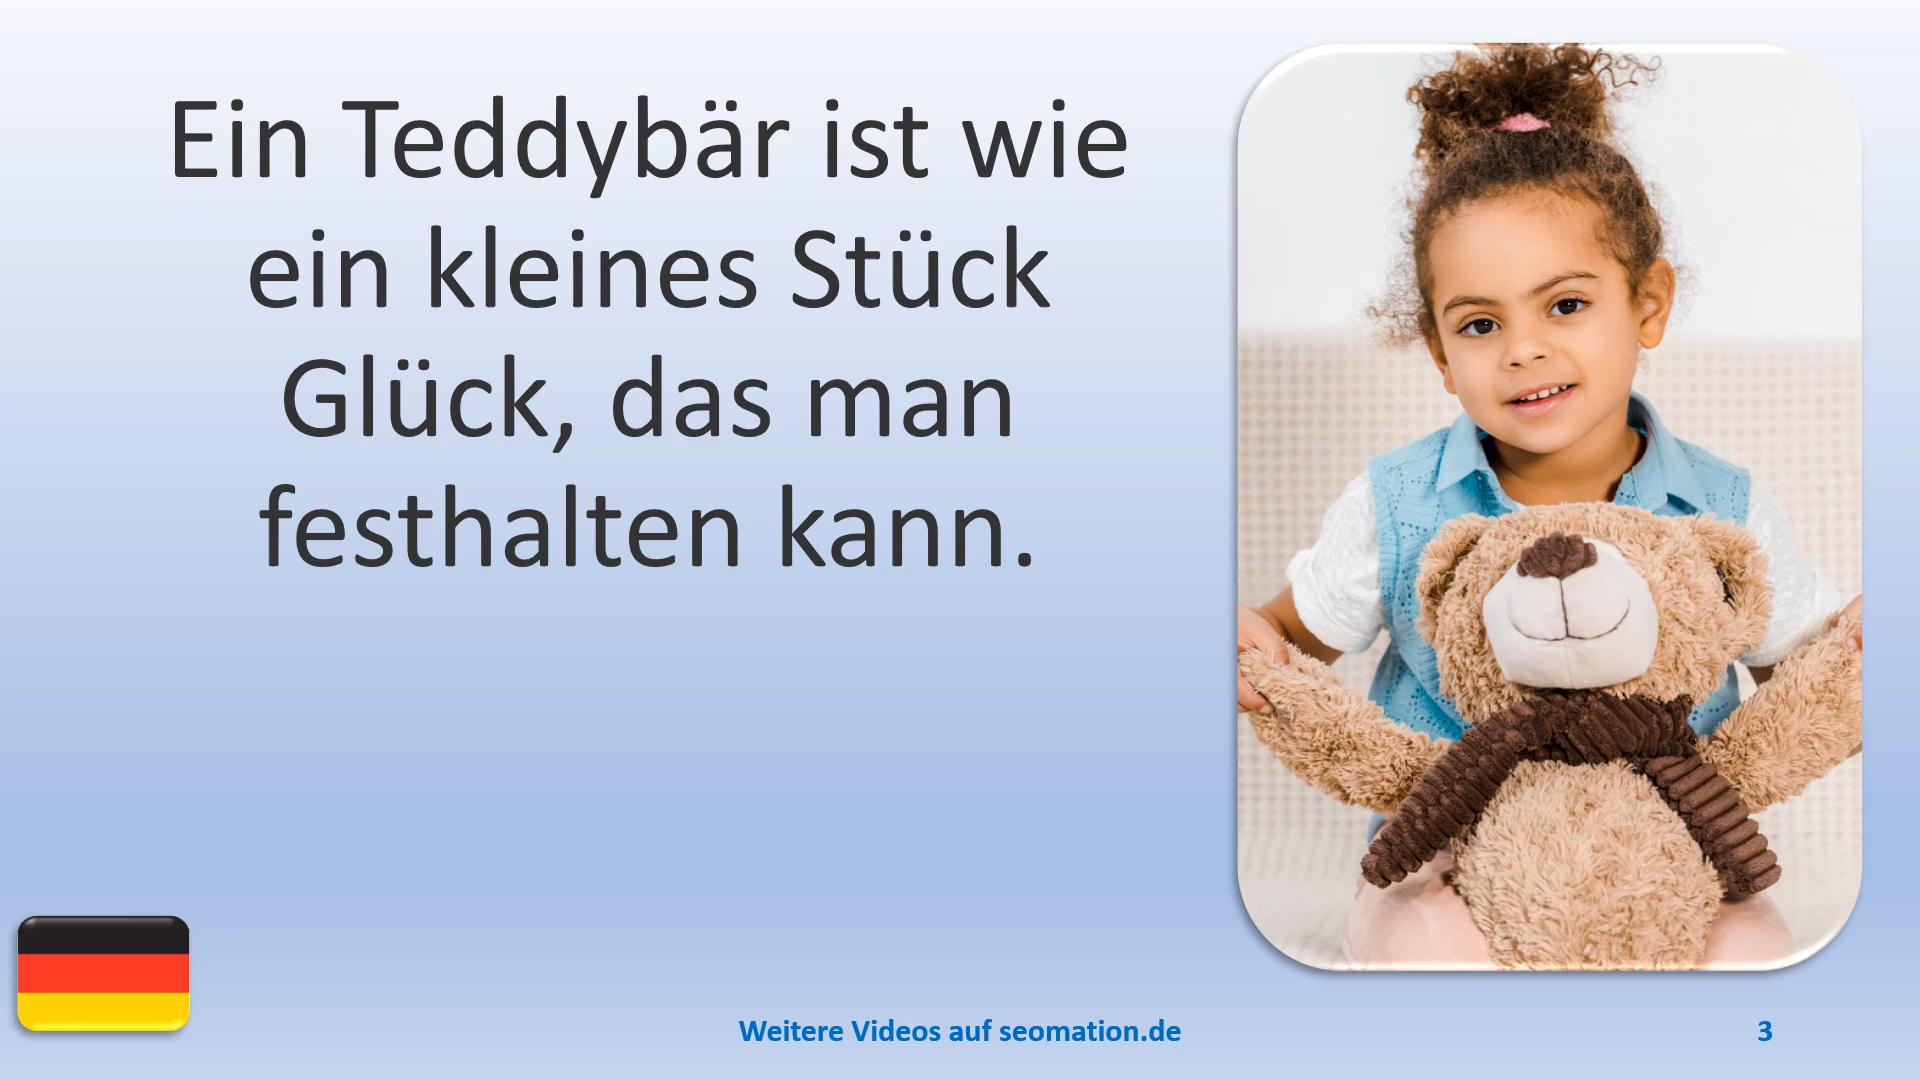 Ein Teddybär ist wie
ein kleines Stück
Glück, das man
festhalten kann.
Weitere Videos auf seomation.de
3